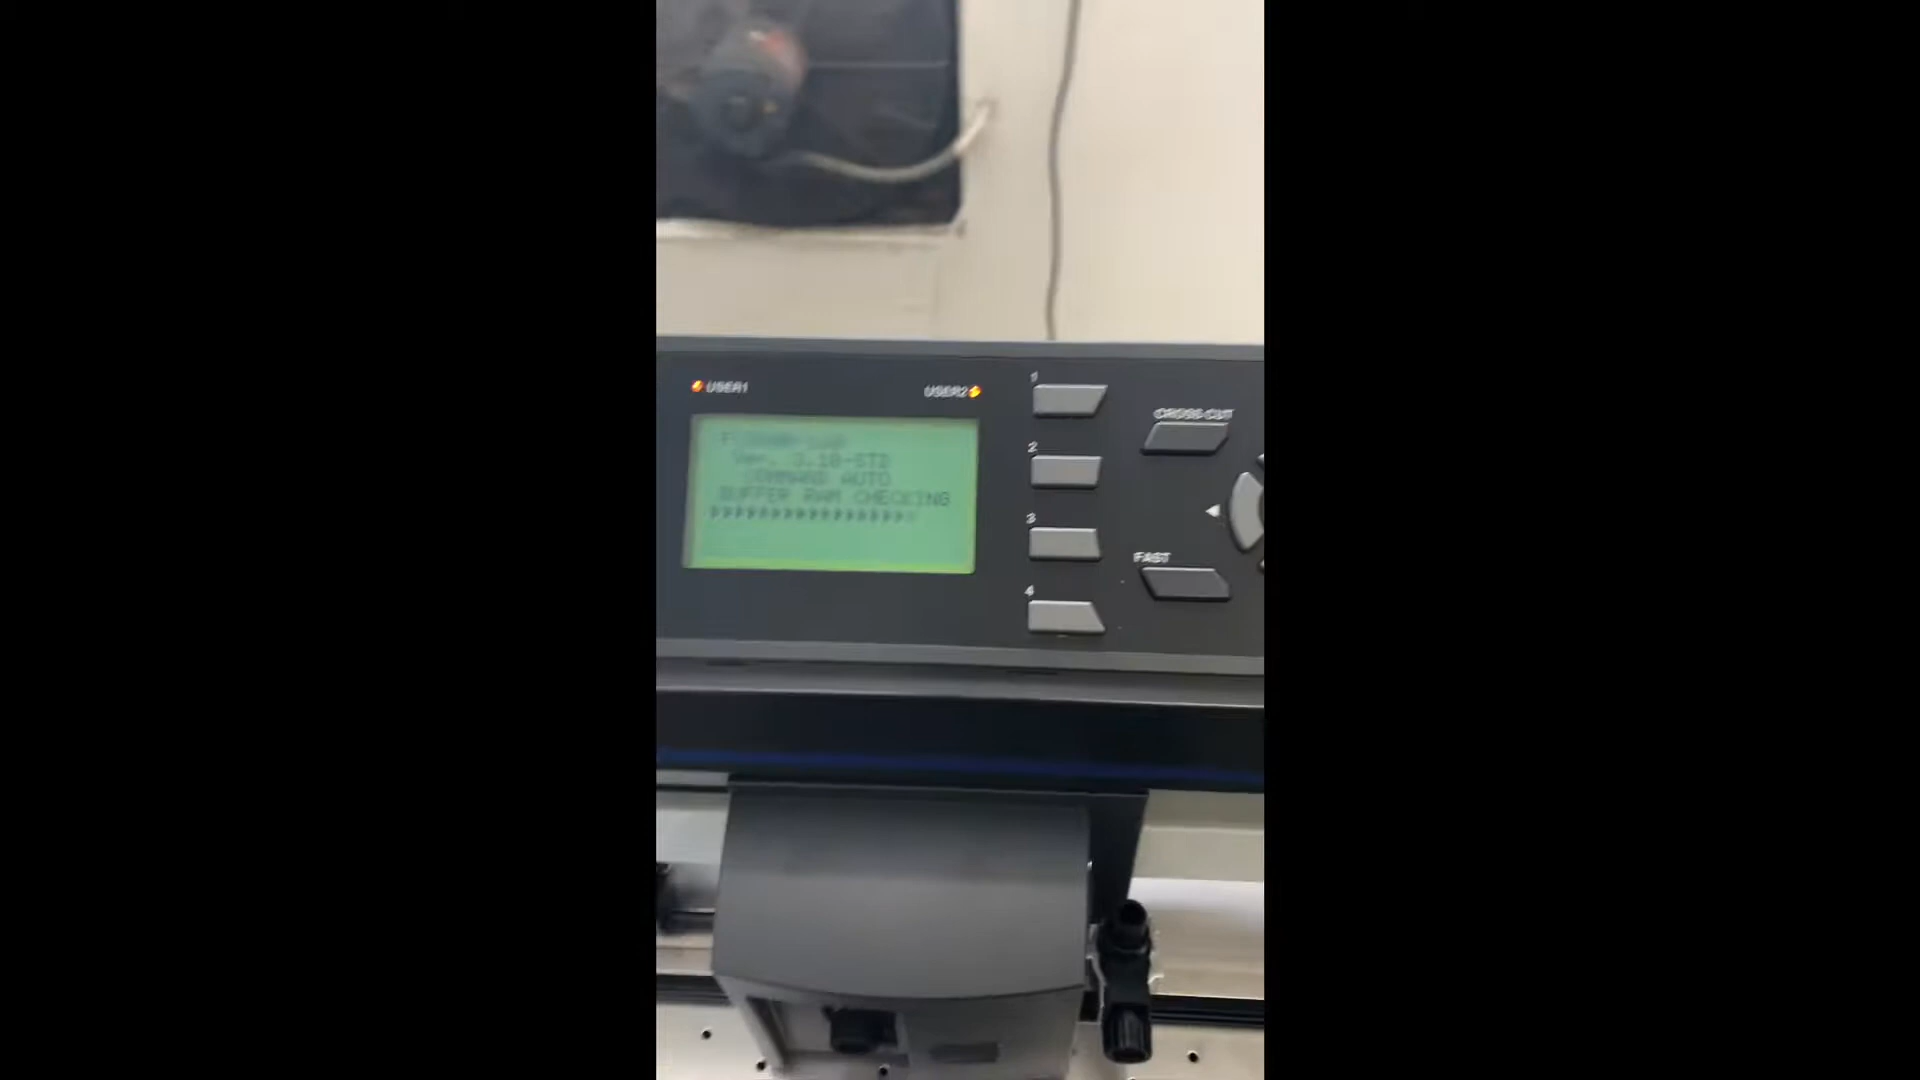 USER1
USER2
Ver. 3.10-STD
COMMAND AUTO
BUFFER RAM CHECKING
1
2
3
4
CROSS CUT
FAST